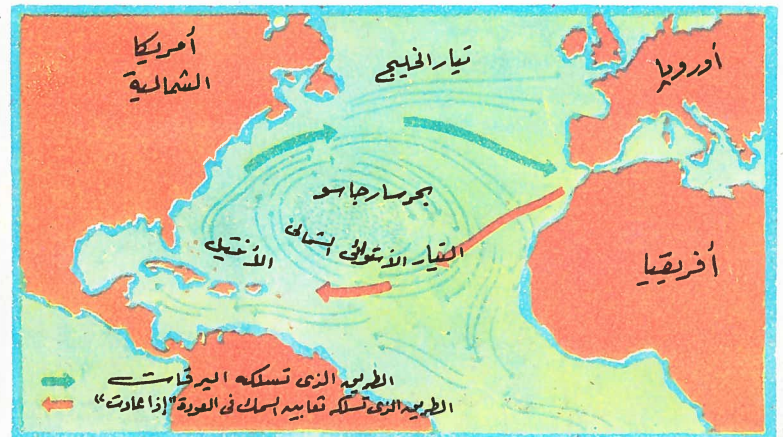 أمريكا
الشمالية
تيار الخليج
أوروبا
بحر سارجاسو
التيار الأستوائى الشمالى
الأنتيل
أفريقيا
الطريق الذى تسلكه اليرقات
الطريق الذى تسلكه ثعابين السمك فى العودة "إذا عادت"